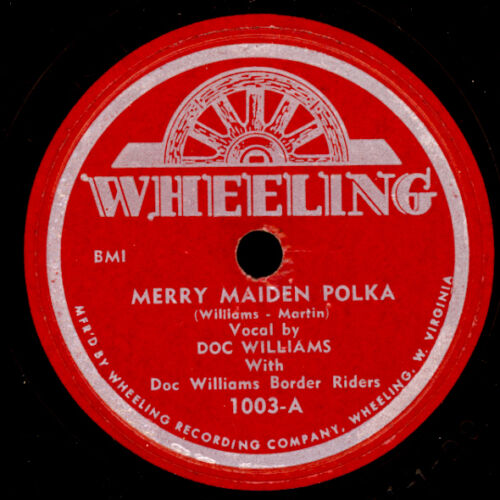 WHEELING
BMI
MERRY MAIDEN POLKA
(Williams - Martin)
Vocal by
DOC WILLIAMS
With
Doc Williams Border Riders
1003-A
MFR'D BY WHEELING RECORDING COMPANY, WHEELING, W. VIRGINIA